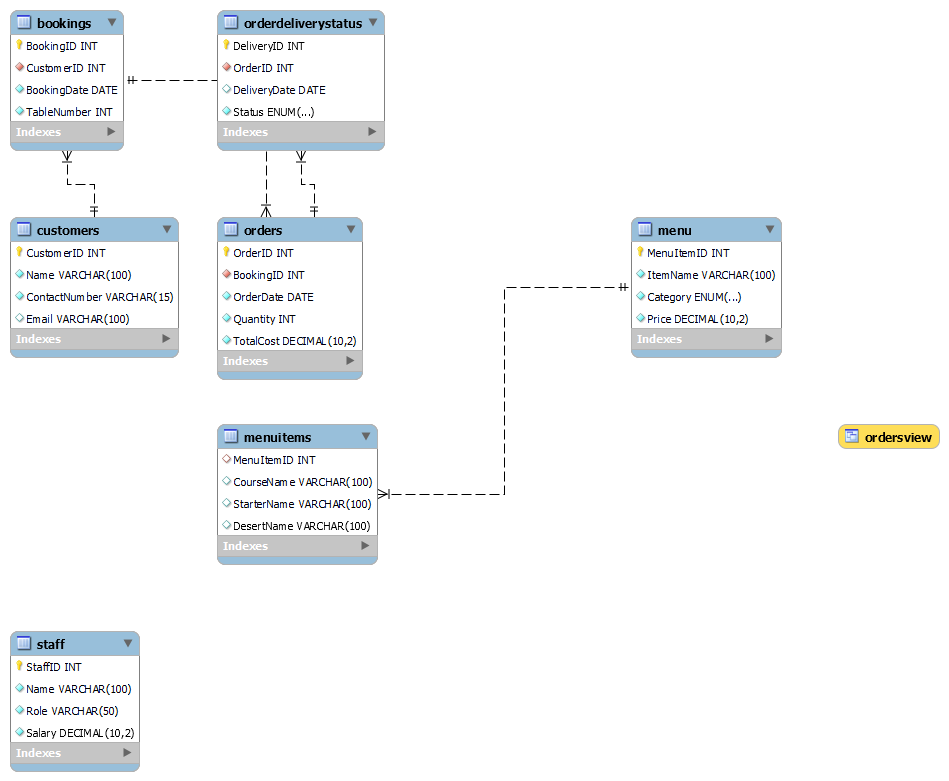 bookings
BookingID INT
CustomerID INT
BookingDate DATE
TableNumber INT
Indexes
orderdeliverystatus
DeliveryID INT
OrderID INT
DeliveryDate DATE
Status ENUM(...)
Indexes
customers
CustomerID INT
Name VARCHAR(100)
ContactNumber VARCHAR(15)
Email VARCHAR(100)
Indexes
orders
OrderID INT
BookingID INT
OrderDate DATE
Quantity INT
TotalCost DECIMAL(10,2)
Indexes
menu
MenuItemID INT
ItemName VARCHAR(100)
Category ENUM(...)
Price DECIMAL(10,2)
Indexes
menuitems
MenuItemID INT
CourseName VARCHAR(100)
StarterName VARCHAR(100)
DesertName VARCHAR(100)
Indexes
ordersview
staff
StaffID INT
Name VARCHAR(100)
Role VARCHAR(50)
Salary DECIMAL(10,2)
Indexes